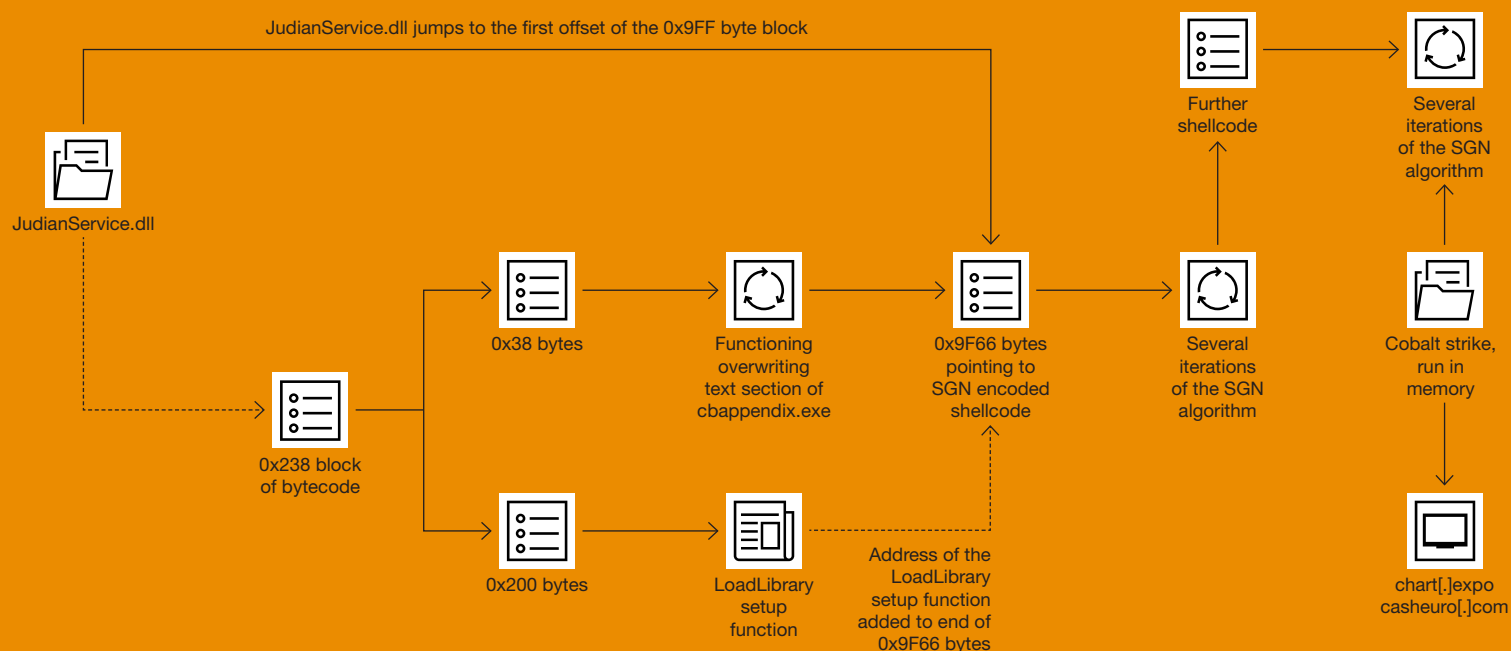 JudianService.dll jumps to the first offset of the 0x9FF byte block
JudianService.dll
Further
shellcode
Several
iterations
of the SGN
algorithm
0x238 block
of bytecode
0x38 bytes
Functioning
overwriting
text section of
cbappendix.exe
0x9F66 bytes
pointing to
SGN encoded
shellcode
Several
iterations
of the SGN
algorithm
Cobalt strike,
run in
memory
0x200 bytes
LoadLibrary
setup
function
Address of the
LoadLibrary
setup function
added to end of
0x9F66 bytes
chart[.]expo
casheuro[.]com